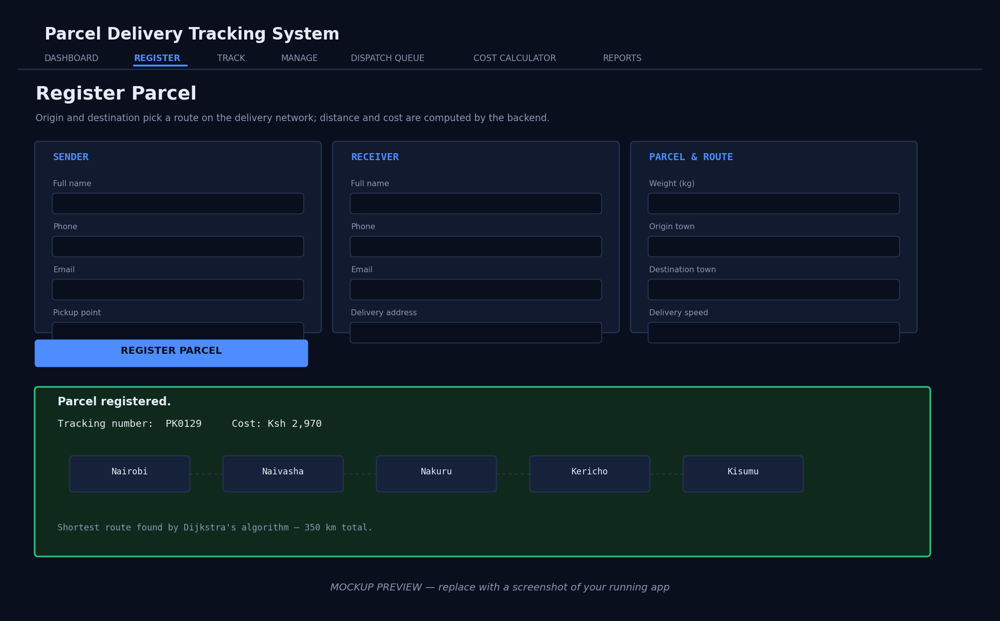 Parcel Delivery Tracking System
DASHBOARD REGISTER TRACK MANAGE DISPATCH QUEUE COST CALCULATOR REPORTS
Register Parcel
Origin and destination pick a route on the delivery network; distance and cost are computed by the backend.
SENDER
Full name
Phone
Email
Pickup point
RECEIVER
Full name
Phone
Email
Delivery address
PARCEL & ROUTE
Weight (kg)
Origin town
Destination town
Delivery speed
REGISTER PARCEL
Parcel registered.
Tracking number: PK0129 Cost: Ksh 2,970
Nairobi Naivasha Nakuru Kericho Kisumu
Shortest route found by Dijkstra's algorithm — 350 km total.
MOCKUP PREVIEW — replace with a screenshot of your running app